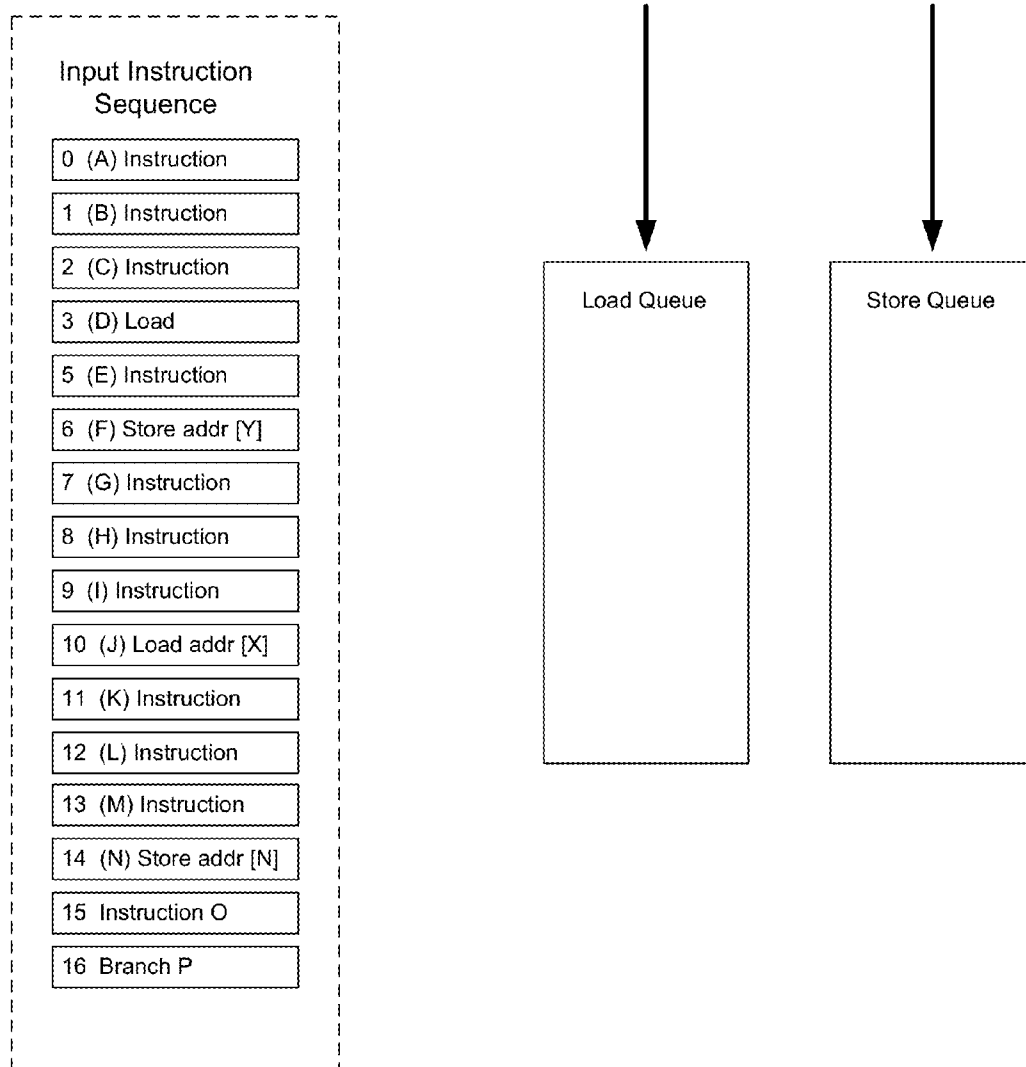 Input Instruction
Sequence
0 (A) Instruction
1 (B) Instruction
2 (C) Instruction
3 (D) Load
5 (E) Instruction
6 (F) Store addr [Y]
7 (G) Instruction
8 (H) Instruction
9 (I) Instruction
10 (J) Load addr [X]
11 (K) Instruction
12 (L) Instruction
13 (M) Instruction
14 (N) Store addr [N]
15 Instruction O
16 Branch P
Load Queue
Store Queue